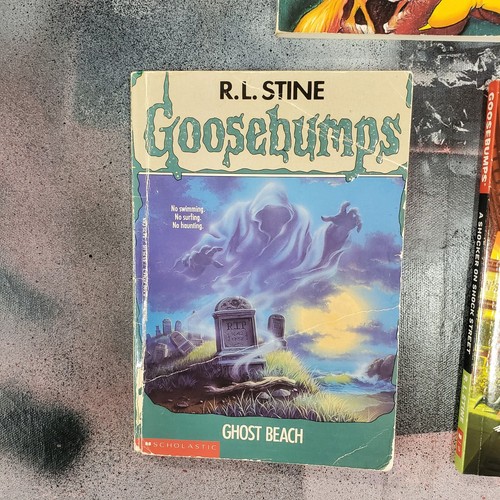 R.L. STINE
Goosebumps
No swimming.
No surfing.
No haunting.
R.I.P.
GHOST BEACH
SCHOLASTIC
GOOSEBUMPS
A SHOCKER ON SHOCK STREET